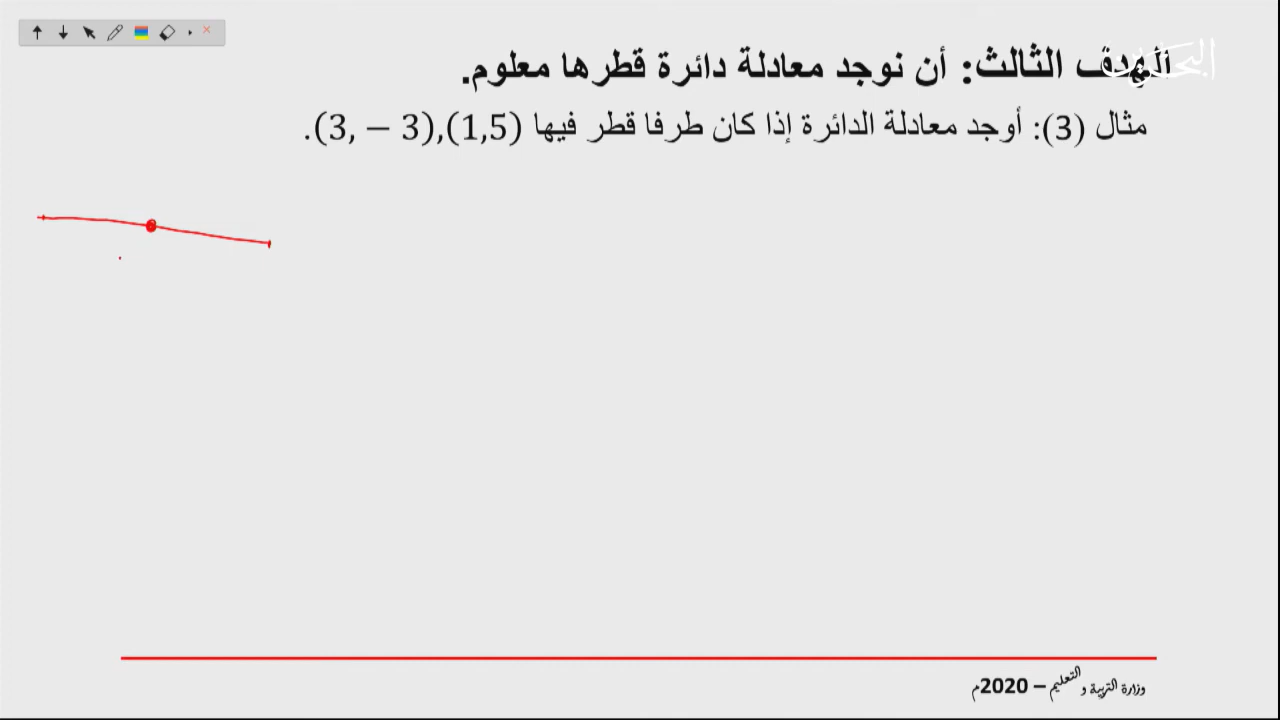 البحرين
الهدف الثالث: أن نوجد معادلة دائرة قطرها معلوم.
مثال (3): أوجد معادلة الدائرة إذا كان طرفا قطر فيها (1,5),(3, − 3).
وزارة التربية و التعليم – 2020م